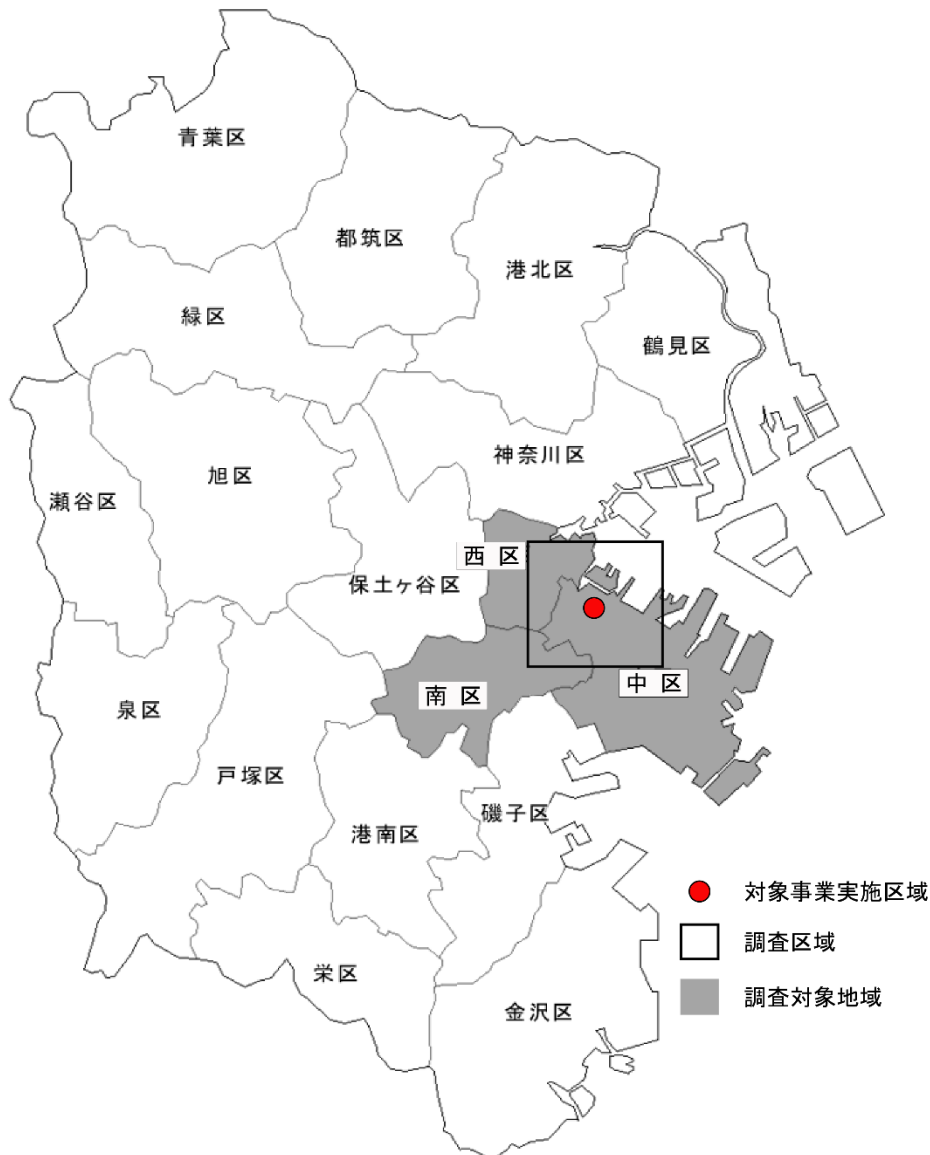 青葉区
都筑区
港北区
緑区
鶴見区
神奈川区
旭区
瀬谷区
西区
保土ヶ谷区
南区
中区
泉区
戸塚区
磯子区
港南区
対象事業実施区域
調査区域
栄区
調査対象地域
金沢区